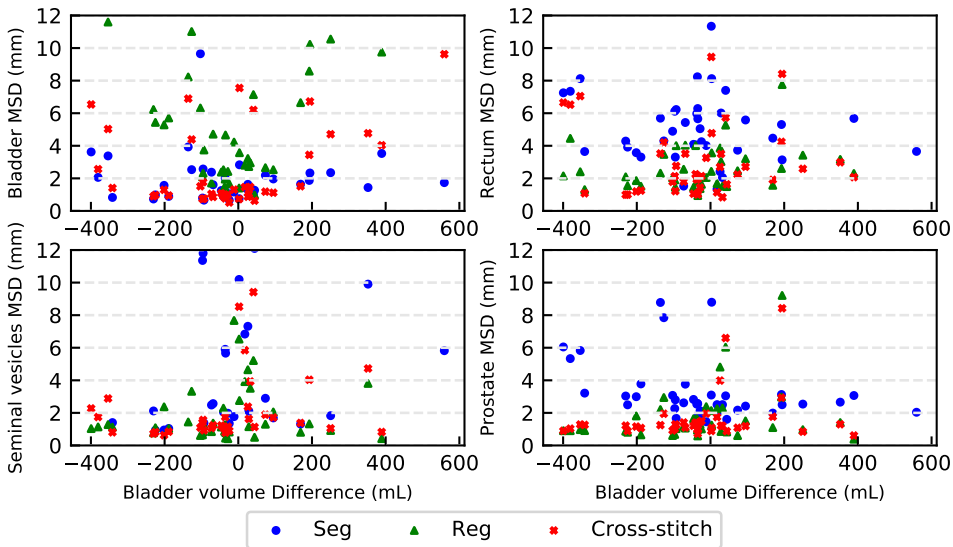 Bladder MSD (mm)
12
10
8
6
4
2
0
−400 −200 0 200 400 600
Rectum MSD (mm)
12
10
8
6
4
2
0
−400 −200 0 200 400 600
Seminal vesicles MSD (mm)
12
10
8
6
4
2
0
−400 −200 0 200 400 600
Bladder volume Difference (mL)
Prostate MSD (mm)
12
10
8
6
4
2
0
−400 −200 0 200 400 600
Bladder volume Difference (mL)
Seg Reg Cross-stitch